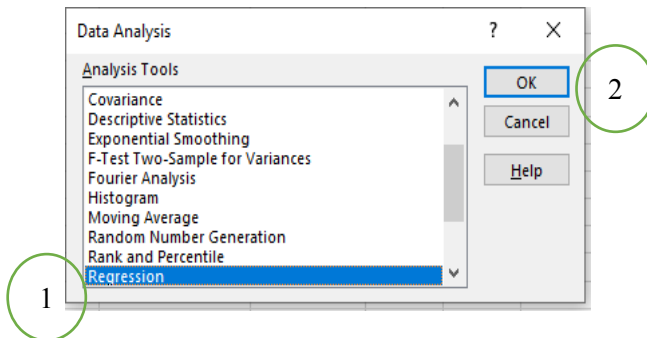 Data Analysis ? X
Analysis Tools
Covariance
Descriptive Statistics
Exponential Smoothing
F-Test Two-Sample for Variances
Fourier Analysis
Histogram
Moving Average
Random Number Generation
Rank and Percentile
Regression
OK
Cancel
Help
1
2